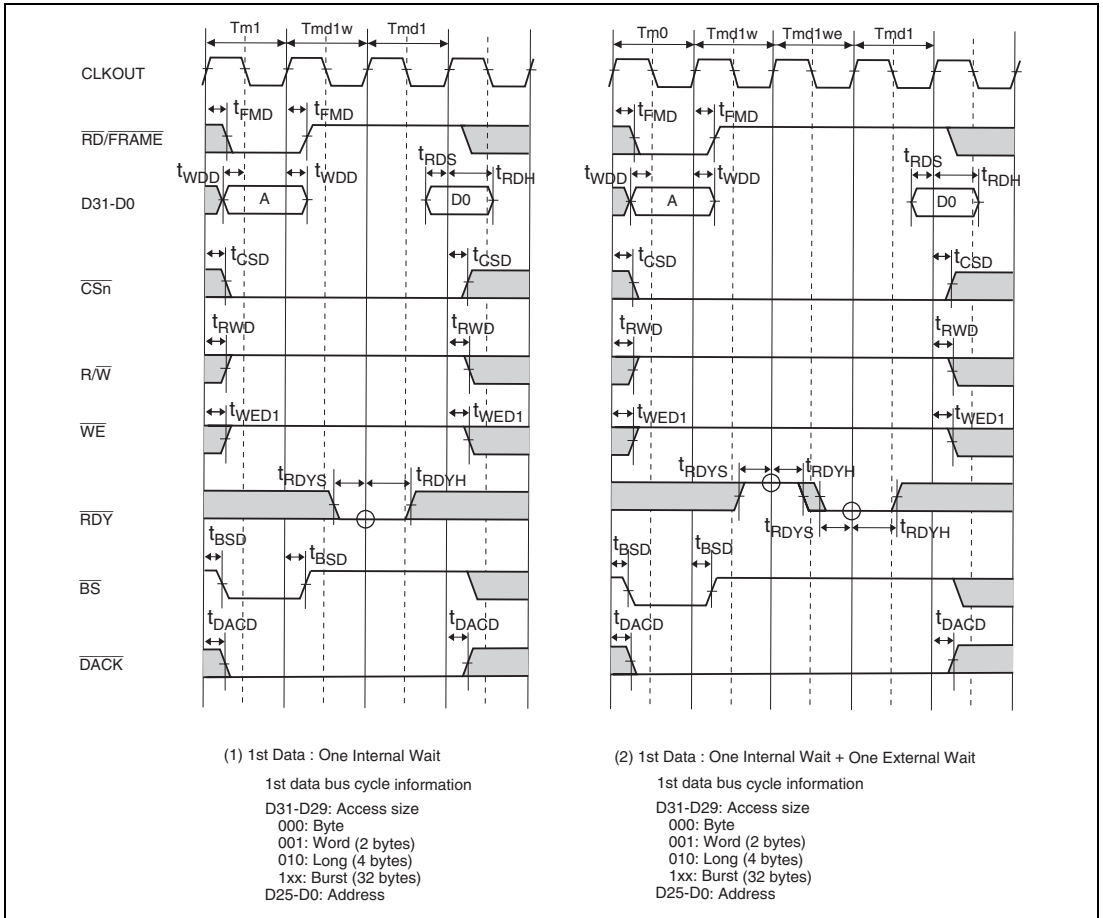 Tm1 Tmd1w Tmd1
CLKOUT
tFMD tFMD
RD/FRAME
tWDD tWDD tRDS tRDH
D31-D0 A D0
tCSD tCSD
CSn
tRWD tRWD
R/W
tWED1 tWED1
WE
tRDYS tRDYH
RDY
tBSD tBSD
BS
tDACD tDACD
DACK
(1) 1st Data : One Internal Wait
1st data bus cycle information
D31-D29: Access size
000: Byte
001: Word (2 bytes)
010: Long (4 bytes)
1xx: Burst (32 bytes)
D25-D0: Address
Tm0 Tmd1w Tmd1we Tmd1
tFMD tFMD
tWDD tWDD tRDS tRDH
A D0
tCSD tCSD
tRWD tRWD
tWED1 tWED1
tRDYS tRDYH
tRDYS tRDYH
tBSD tBSD
tDACD tDACD
(2) 1st Data : One Internal Wait + One External Wait
1st data bus cycle information
D31-D29: Access size
000: Byte
001: Word (2 bytes)
010: Long (4 bytes)
1xx: Burst (32 bytes)
D25-D0: Address